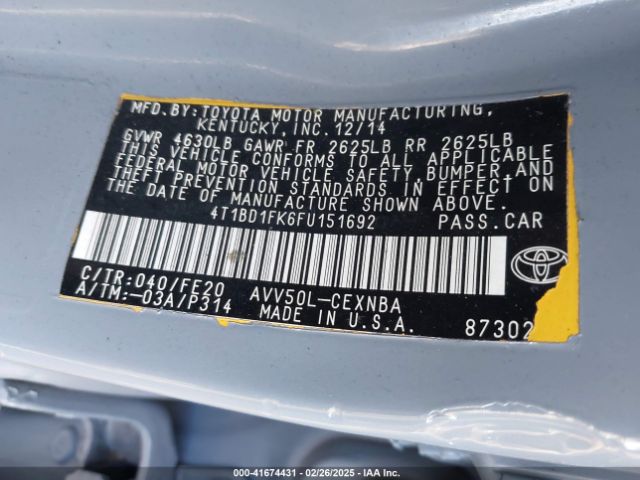 MFD.BY:TOYOTA MOTOR MANUFACTURING,
KENTUCKY,INC.12/14
GVWR 4630LB GAWR FR 2625LB RR 2625LB
THIS VEHICLE CONFORMS TO ALL APPLICABLE
FEDERAL MOTOR VEHICLE SAFETY, BUMPER, AND
THEFT PREVENTION STANDARDS IN EFFECT ON
THE DATE OF MANUFACTURE SHOWN ABOVE.
4T1BD1FK6FU151692 PASS.CAR
C/TR:040/FE20 AVV50L-CEXNBA
A/TM:-03A/P314 MADE IN U.S.A. 87302
000-41674431 - 02/26/2025 - IAA Inc.